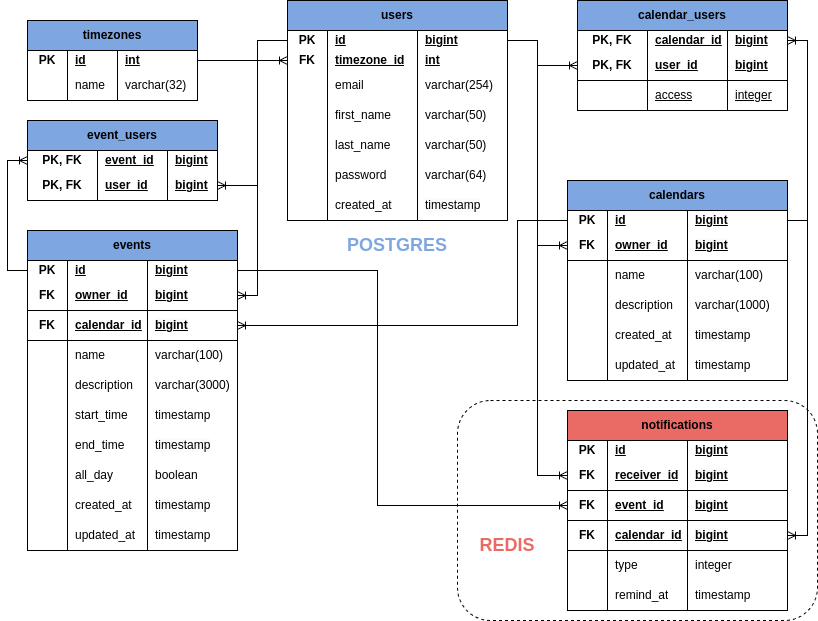 timezones
PK id int
name varchar(32)
users
PK id bigint
FK timezone_id int
email varchar(254)
first_name varchar(50)
last_name varchar(50)
password varchar(64)
created_at timestamp
calendar_users
PK, FK calendar_id bigint
PK, FK user_id bigint
access integer
event_users
PK, FK event_id bigint
PK, FK user_id bigint
POSTGRES
calendars
PK id bigint
FK owner_id bigint
name varchar(100)
description varchar(1000)
created_at timestamp
updated_at timestamp
events
PK id bigint
FK owner_id bigint
FK calendar_id bigint
name varchar(100)
description varchar(3000)
start_time timestamp
end_time timestamp
all_day boolean
created_at timestamp
updated_at timestamp
REDIS
notifications
PK id bigint
FK receiver_id bigint
FK event_id bigint
FK calendar_id bigint
type integer
remind_at timestamp